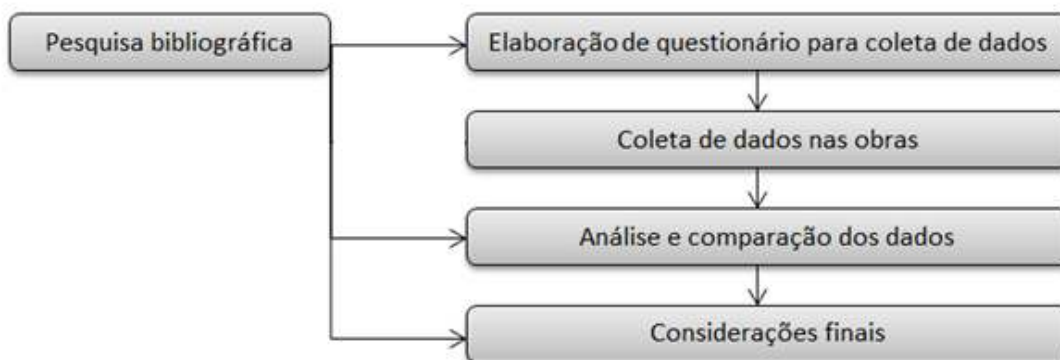 Pesquisa bibliográfica
Elaboração de questionário para coleta de dados
Coleta de dados nas obras
Análise e comparação dos dados
Considerações finais